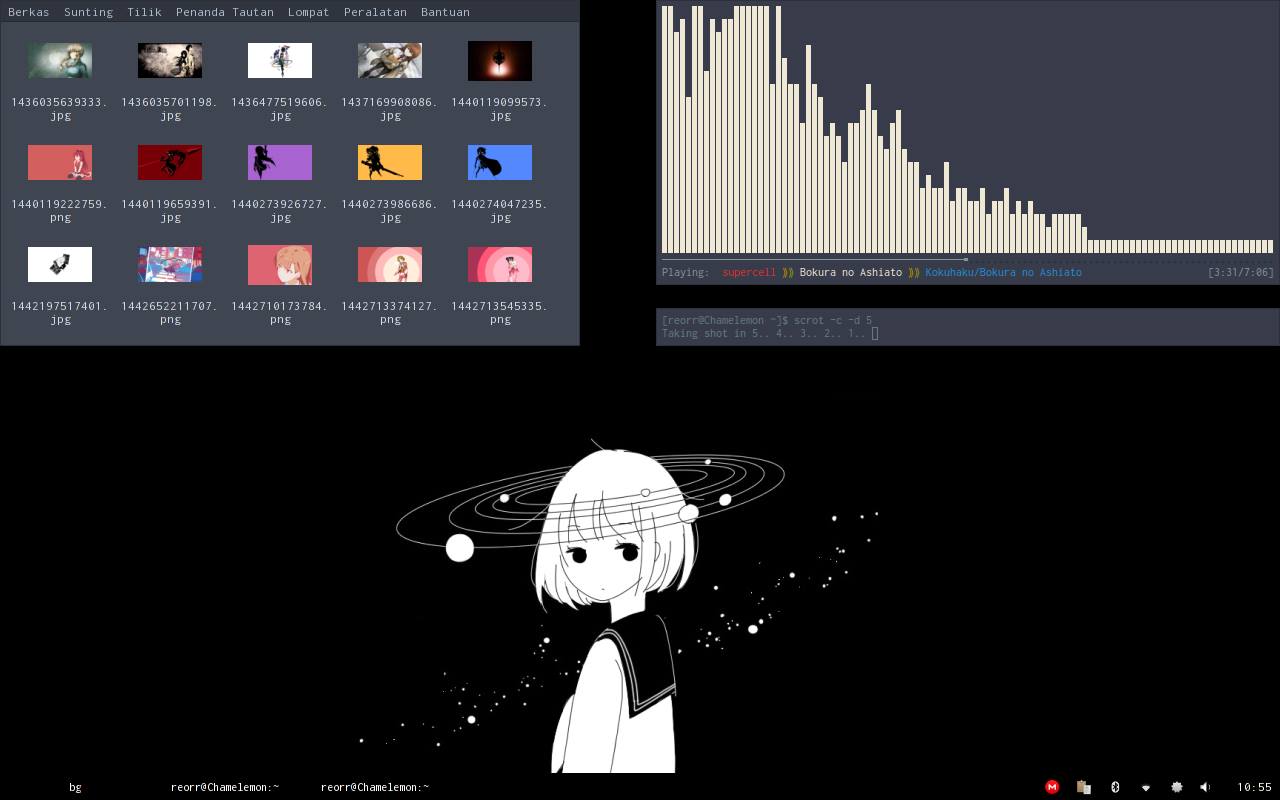 Berkas Sunting Tilik Penanda Tautan Lompat Peralatan Bantuan
1436035639333. 1436035701198. 1436477519606. 1437169908086. 1440119099573.
jpg jpg jpg jpg jpg
1440119222759. 1440119659391. 1440273926727. 1440273986686. 1440274047235.
png jpg jpg jpg jpg
1442197517401. 1442652211707. 1442710173784. 1442713374127. 1442713545335.
jpg png png png png
Playing: supercell ⟫ Bokura no Ashiato ⟫ Kokuhaku/Bokura no Ashiato [3:31/7:06]
[reorr@Chamelemon ~]$ scrot -c -d 5
Taking shot in 5.. 4.. 3.. 2.. 1..
bg reorr@Chamelemon:~ reorr@Chamelemon:~ M 10:55